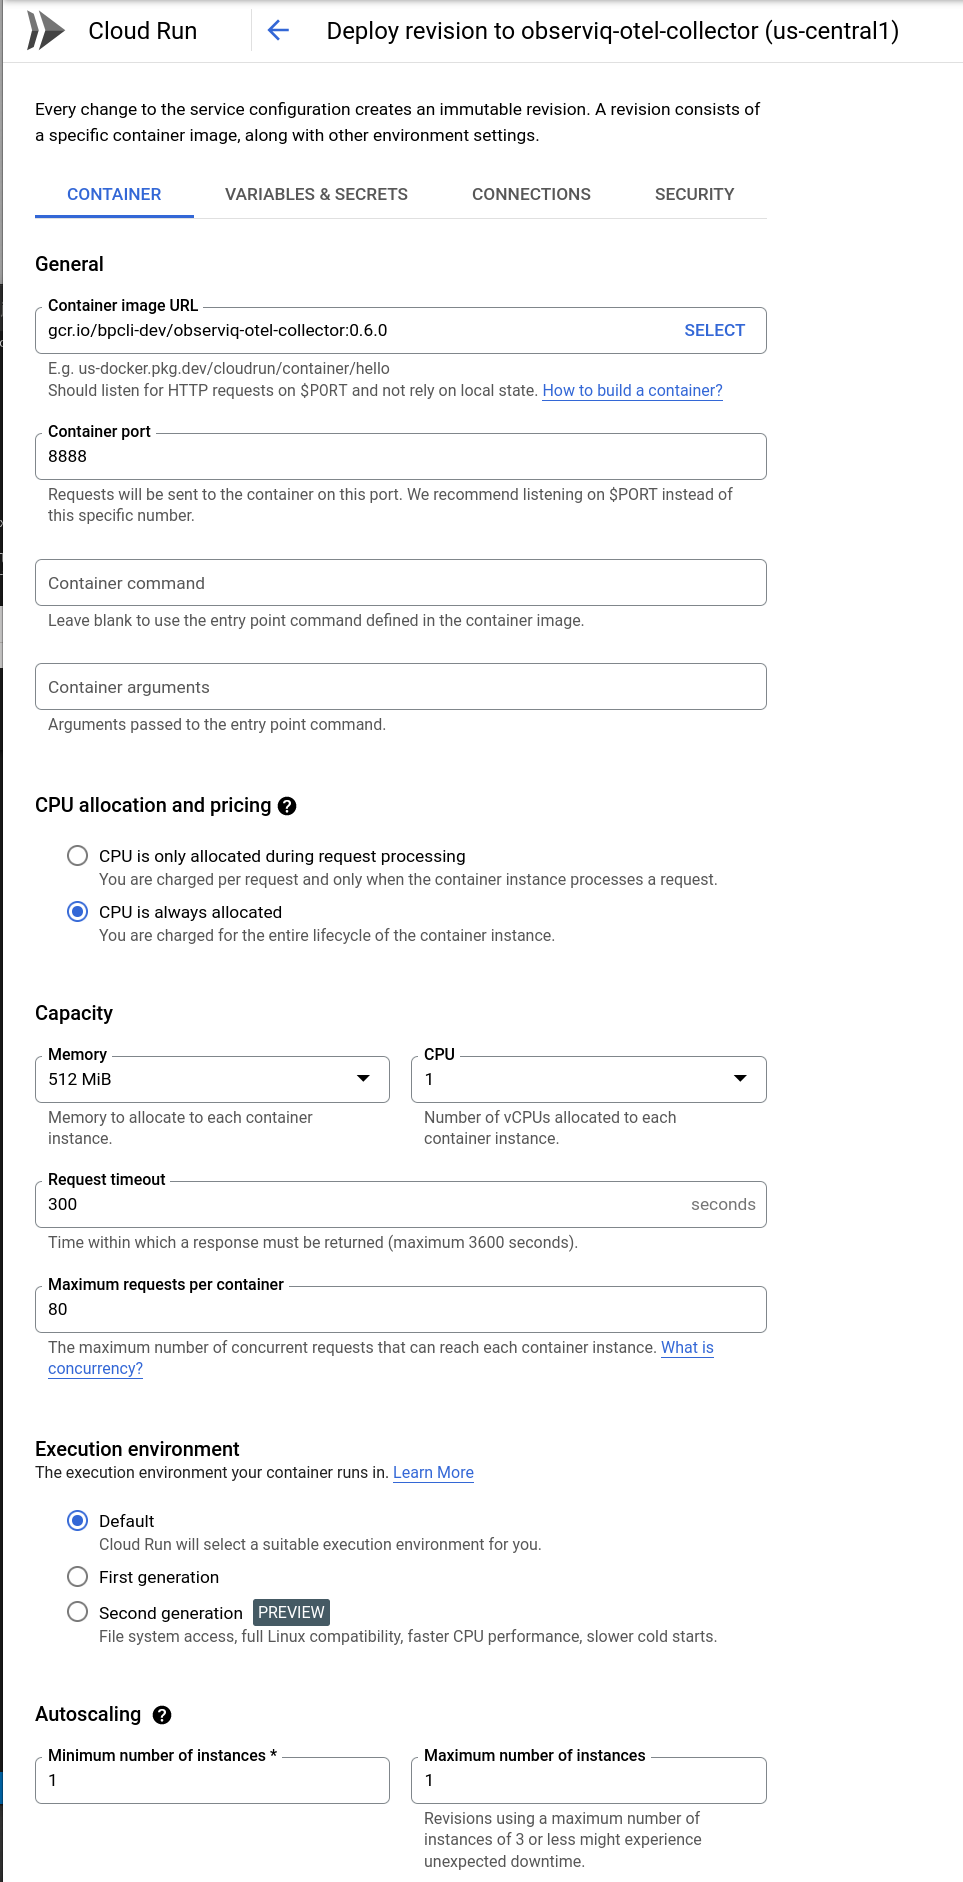 Cloud Run
Deploy revision to observiq-otel-collector (us-central1)
Every change to the service configuration creates an immutable revision. A revision consists of
a specific container image, along with other environment settings.
CONTAINER
VARIABLES & SECRETS
CONNECTIONS
SECURITY
General
Container image URL
gcr.io/bpcli-dev/observiq-otel-collector:0.6.0
SELECT
E.g. us-docker.pkg.dev/cloudrun/container/hello
Should listen for HTTP requests on $PORT and not rely on local state. How to build a container?
Container port
8888
Requests will be sent to the container on this port. We recommend listening on $PORT instead of
this specific number.
Container command
Leave blank to use the entry point command defined in the container image.
Container arguments
Arguments passed to the entry point command.
CPU allocation and pricing
CPU is only allocated during request processing
You are charged per request and only when the container instance processes a request.
CPU is always allocated
You are charged for the entire lifecycle of the container instance.
Capacity
Memory
512 MiB
Memory to allocate to each container
instance.
CPU
1
Number of vCPUs allocated to each
container instance.
Request timeout
300
seconds
Time within which a response must be returned (maximum 3600 seconds).
Maximum requests per container
80
The maximum number of concurrent requests that can reach each container instance. What is
concurrency?
Execution environment
The execution environment your container runs in. Learn More
Default
Cloud Run will select a suitable execution environment for you.
First generation
Second generation PREVIEW
File system access, full Linux compatibility, faster CPU performance, slower cold starts.
Autoscaling
Minimum number of instances *
1
Maximum number of instances
1
Revisions using a maximum number of
instances of 3 or less might experience
unexpected downtime.